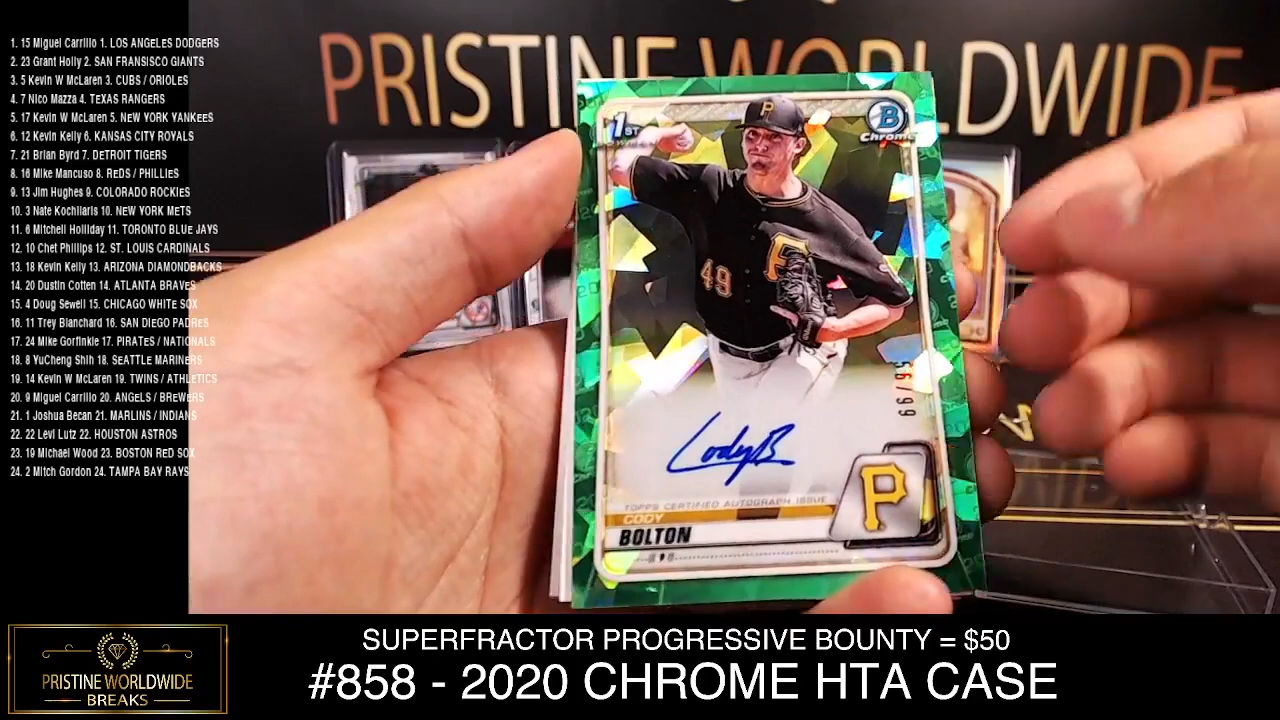 1. 15 Miguel Carrillo 1. LOS ANGELES DODGERS
2. 23 Grant Holly 2. SAN FRANSISCO GIANTS
3. 5 Kevin W McLaren 3. CUBS / ORIOLES
4. 7 Nico Mazza 4. TEXAS RANGERS
5. 17 Kevin W McLaren 5. NEW YORK YANKEES
6. 12 Kevin Kelly 6. KANSAS CITY ROYALS
7. 21 Brian Byrd 7. DETROIT TIGERS
8. 16 Mike Mancuso 8. REDS / PHILLIES
9. 13 Jim Hughes 9. COLORADO ROCKIES
10. 3 Nate Kochilaris 10. NEW YORK METS
11. 6 Mitchell Holliday 11. TORONTO BLUE JAYS
12. 10 Chet Phillips 12. ST. LOUIS CARDINALS
13. 18 Kevin Kelly 13. ARIZONA DIAMONDBACKS
14. 20 Dustin Cotten 14. ATLANTA BRAVES
15. 4 Doug Sewell 15. CHICAGO WHITE SOX
16. 11 Trey Blanchard 16. SAN DIEGO PADRES
17. 24 Mike Gorfinkle 17. PIRATES / NATIONALS
18. 8 YuCheng Shih 18. SEATTLE MARINERS
19. 14 Kevin W McLaren 19. TWINS / ATHLETICS
20. 9 Miguel Carrillo 20. ANGELS / BREWERS
21. 1 Joshua Becan 21. MARLINS / INDIANS
22. 22 Levi Lutz 22. HOUSTON ASTROS
23. 19 Michael Wood 23. BOSTON RED SOX
24. 2 Mitch Gordon 24. TAMPA BAY RAYS
PRISTINE WORLDWIDE
1ST
B
Chrome
P
49
P
CodyB
TOPPS CERTIFIED AUTOGRAPH ISSUE
CODY
BOLTON
P
PRISTINE WORLDWIDE
BREAKS
SUPERFRACTOR PROGRESSIVE BOUNTY = $50
#858 - 2020 CHROME HTA CASE